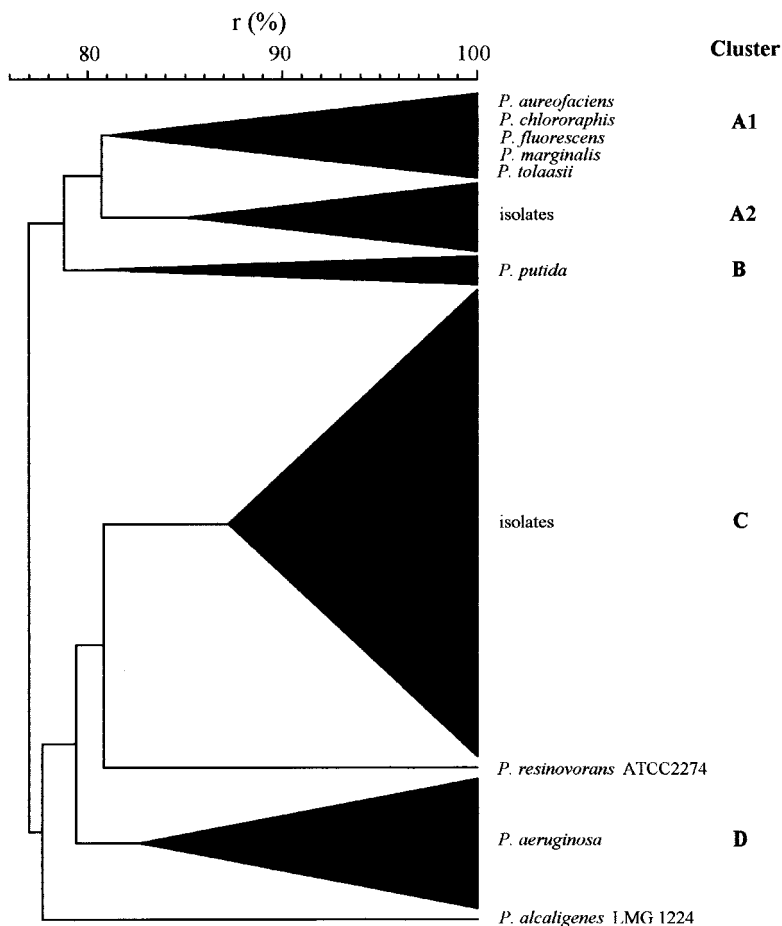 r (%)
80 90 100 Cluster
P. aureofaciens
P. chlororaphis A1
P. fluorescens
P. marginalis
P. tolaasii
isolates A2
P. putida B
isolates C
P. resinovorans ATCC2274
P. aeruginosa D
P. alcaligenes LMG 1224